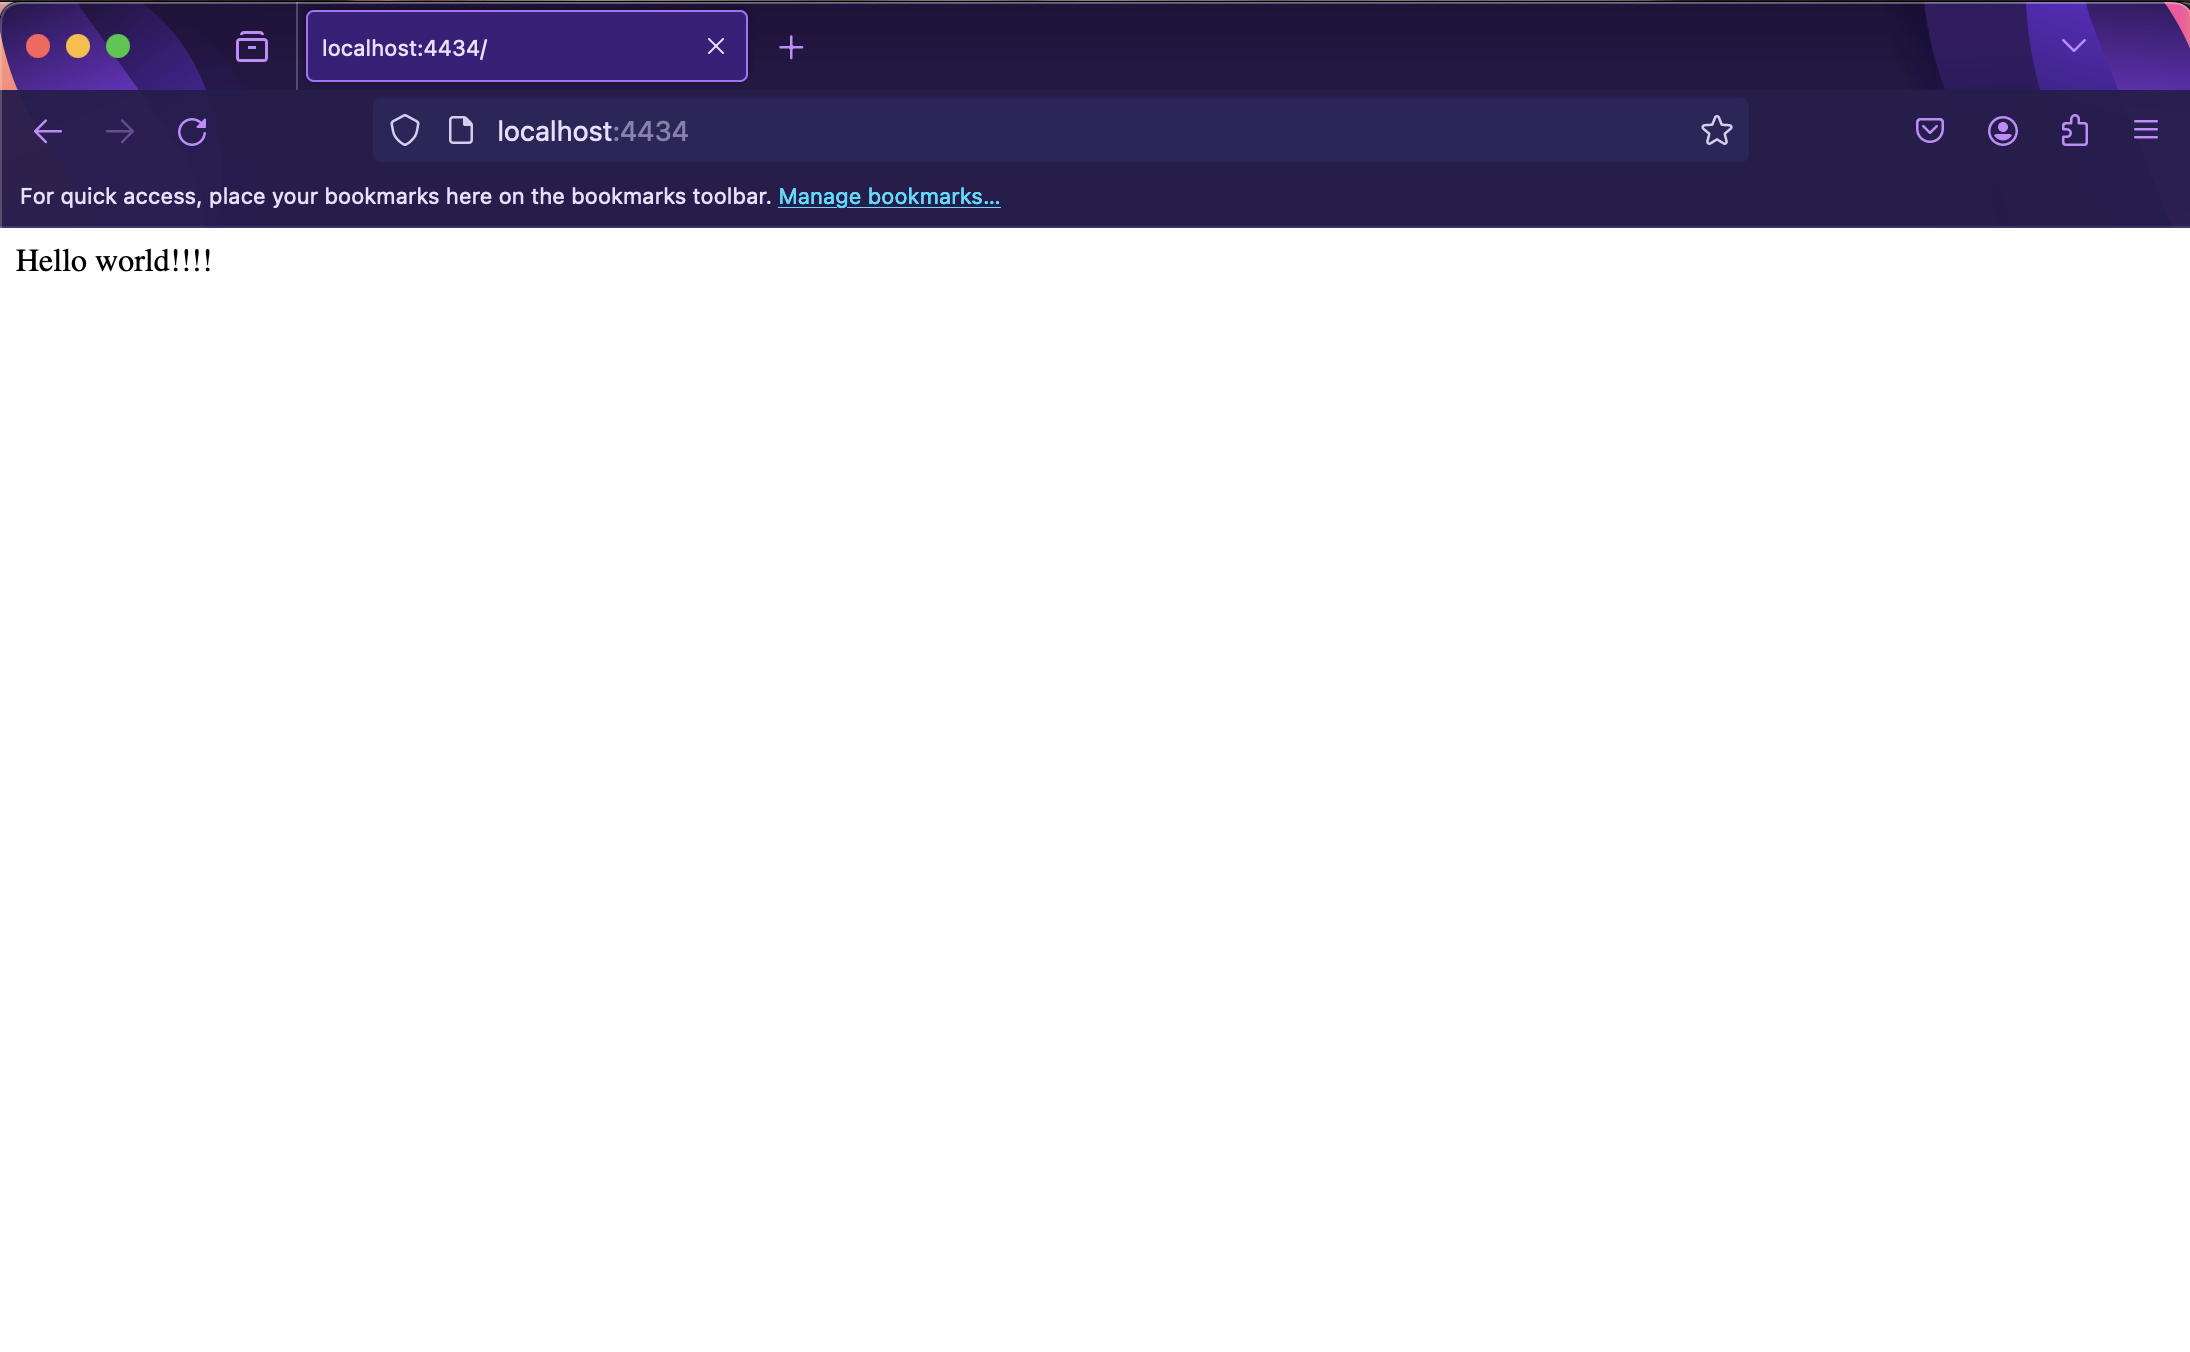 localhost:4434/
localhost:4434
For quick access, place your bookmarks here on the bookmarks toolbar. Manage bookmarks...
Hello world!!!!